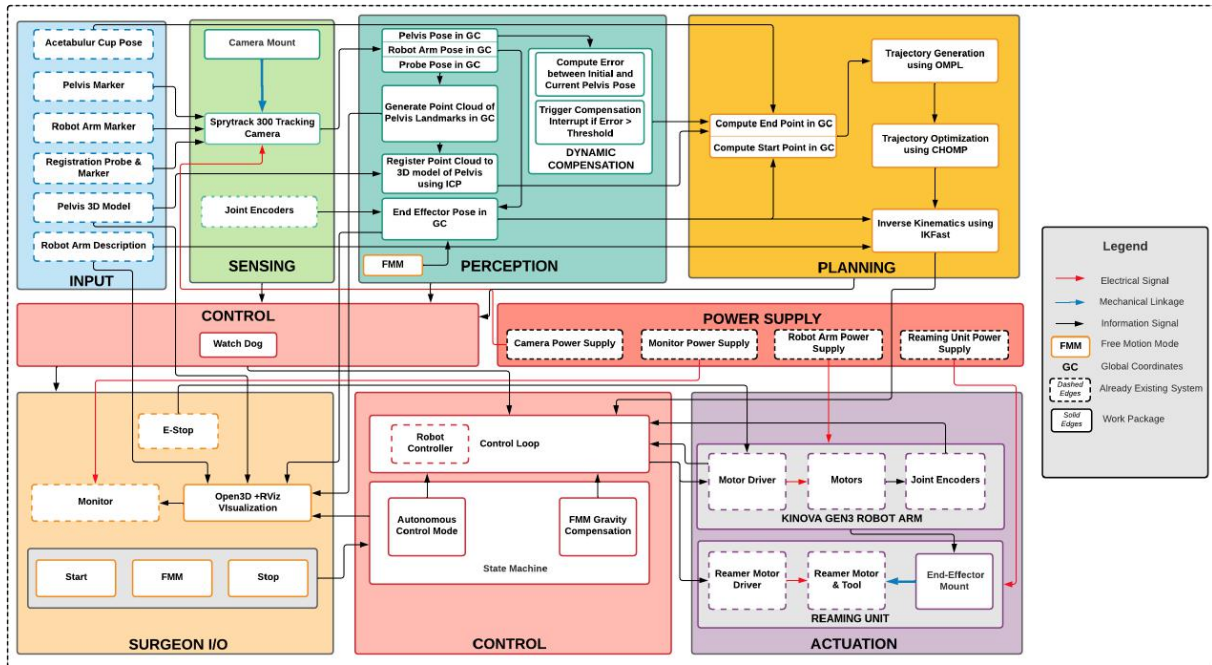 Acetabulur Cup Pose
Pelvis Marker
Robot Arm Marker
Registration Probe &
Marker
Pelvis 3D Model
Robot Arm Description
INPUT
Camera Mount
Sprytrack 300 Tracking
Camera
Joint Encoders
SENSING
Pelvis Pose in GC
Robot Arm Pose in GC
Probe Pose in GC
Generate Point Cloud of
Pelvis Landmarks in GC
Register Point Cloud to
3D model of Pelvis
using ICP
End Effector Pose in
GC
FMM
Compute Error
between Initial and
Current Pelvis Pose
Trigger Compensation
Interrupt if Error >
Threshold
DYNAMIC
COMPENSATION
PERCEPTION
Compute End Point in GC
Compute Start Point in GC
Trajectory Generation
using OMPL
Trajectory Optimization
using CHOMP
Inverse Kinematics using
IKFast
PLANNING
CONTROL
Watch Dog
POWER SUPPLY
Camera Power Supply
Monitor Power Supply
Robot Arm Power
Supply
Reaming Unit Power
Supply
E-Stop
Monitor
Open3D +RViz
VIsualization
Start
FMM
Stop
SURGEON I/O
Robot
Controller
Control Loop
Autonomous
Control Mode
FMM Gravity
Compensation
State Machine
CONTROL
Motor Driver
Motors
Joint Encoders
KINOVA GEN3 ROBOT ARM
Reamer Motor
Driver
Reamer Motor
& Tool
End-Effector
Mount
REAMING UNIT
ACTUATION
Legend
Electrical Signal
Mechanical Linkage
Information Signal
FMM Free Motion Mode
GC Global Coordinates
Dashed
Edges
Already Existing System
Solid
Edges
Work Package